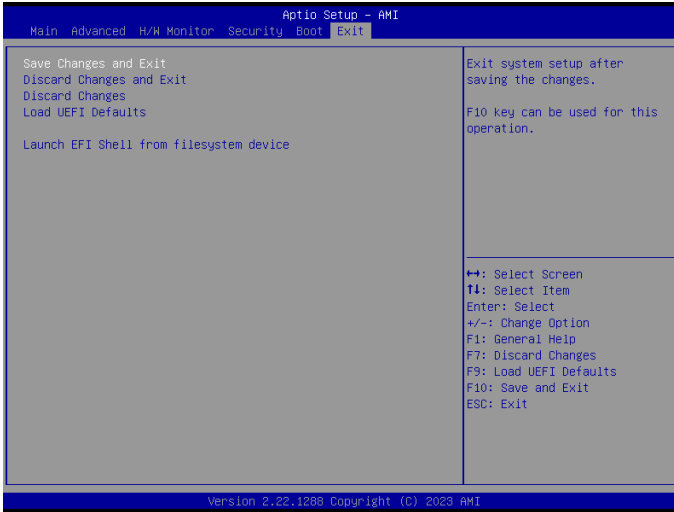 Aptio Setup – AMI
Main Advanced H/W Monitor Security Boot Exit
Save Changes and Exit
Discard Changes and Exit
Discard Changes
Load UEFI Defaults
Launch EFI Shell from filesystem device
Exit system setup after
saving the changes.
F10 key can be used for this
operation.
↔: Select Screen
↑↓: Select Item
Enter: Select
+/-: Change Option
F1: General Help
F7: Discard Changes
F9: Load UEFI Defaults
F10: Save and Exit
ESC: Exit
Version 2.22.1288 Copyright (C) 2023 AMI